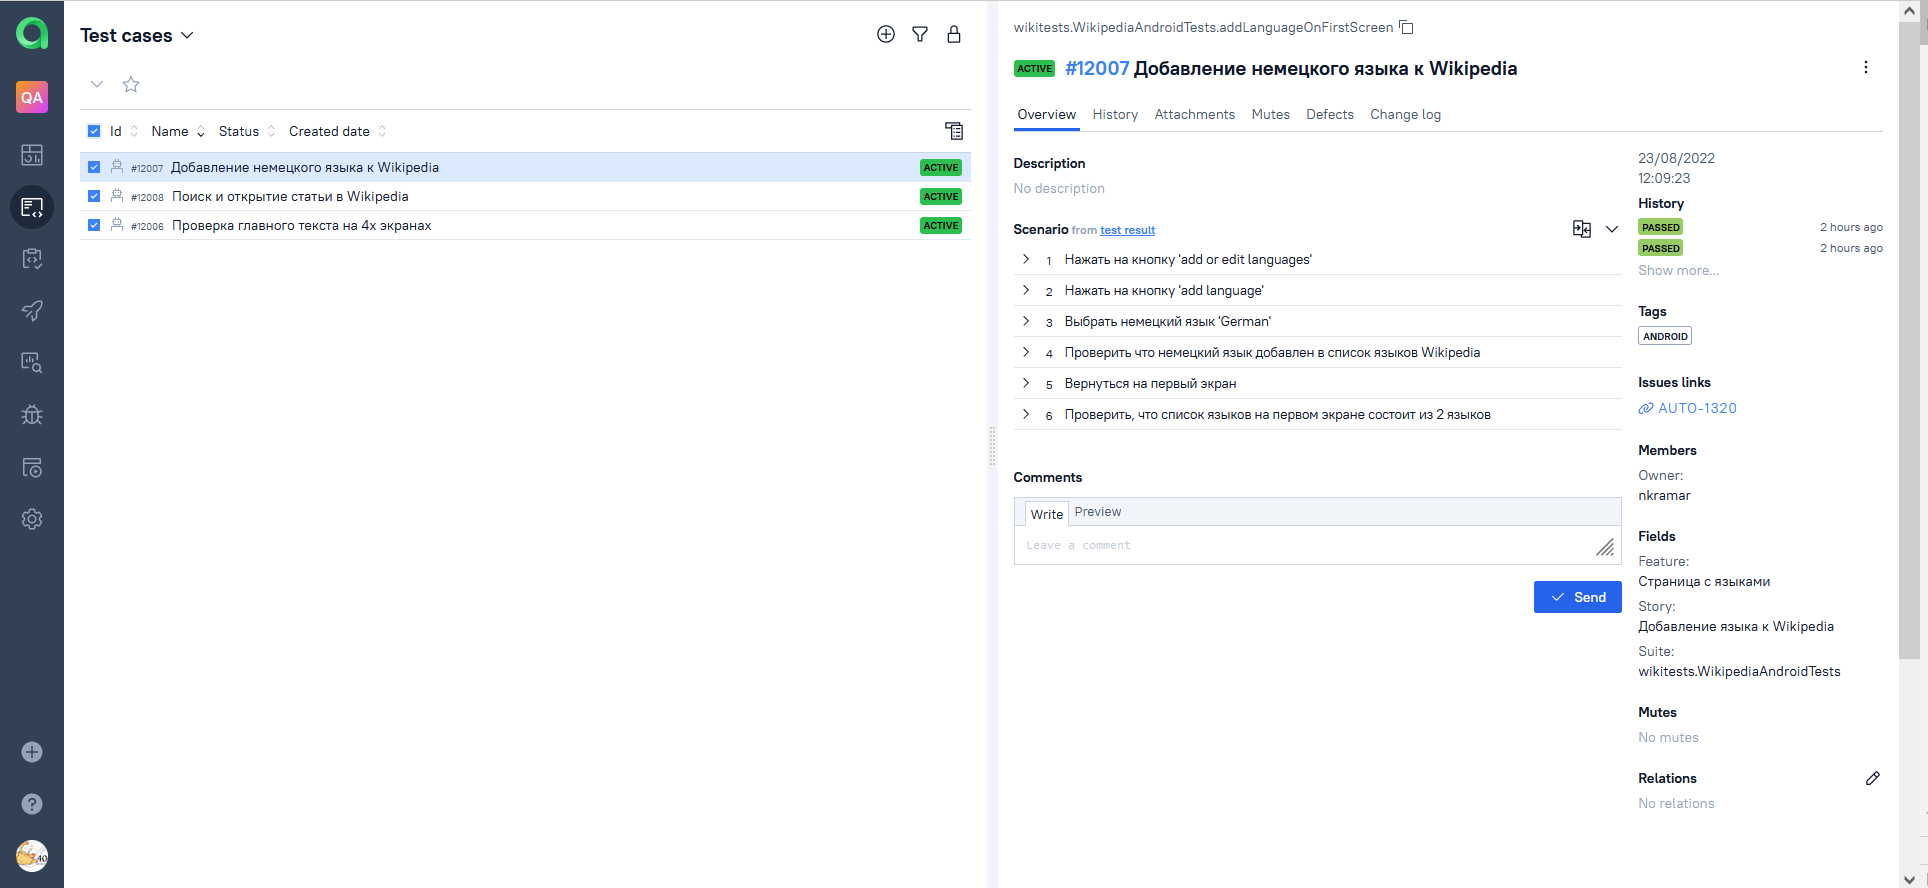 QA
Test cases
Id Name Status Created date
#12007 Добавление немецкого языка к Wikipedia ACTIVE
#12008 Поиск и открытие статьи в Wikipedia ACTIVE
#12006 Проверка главного текста на 4х экранах ACTIVE
wikitests.WikipediaAndroidTests.addLanguageOnFirstScreen
ACTIVE #12007 Добавление немецкого языка к Wikipedia
Overview History Attachments Mutes Defects Change log
Description
No description
Scenario from test result
1 Нажать на кнопку 'add or edit languages'
2 Нажать на кнопку 'add language'
3 Выбрать немецкий язык 'German'
4 Проверить что немецкий язык добавлен в список языков Wikipedia
5 Вернуться на первый экран
6 Проверить, что список языков на первом экране состоит из 2 языков
Comments
Write Preview
Leave a comment
Send
23/08/2022
12:09:23
History
PASSED 2 hours ago
PASSED 2 hours ago
Show more...
Tags
ANDROID
Issues links
AUTO-1320
Members
Owner:
nkramar
Fields
Feature:
Страница с языками
Story:
Добавление языка к Wikipedia
Suite:
wikitests.WikipediaAndroidTests
Mutes
No mutes
Relations
No relations